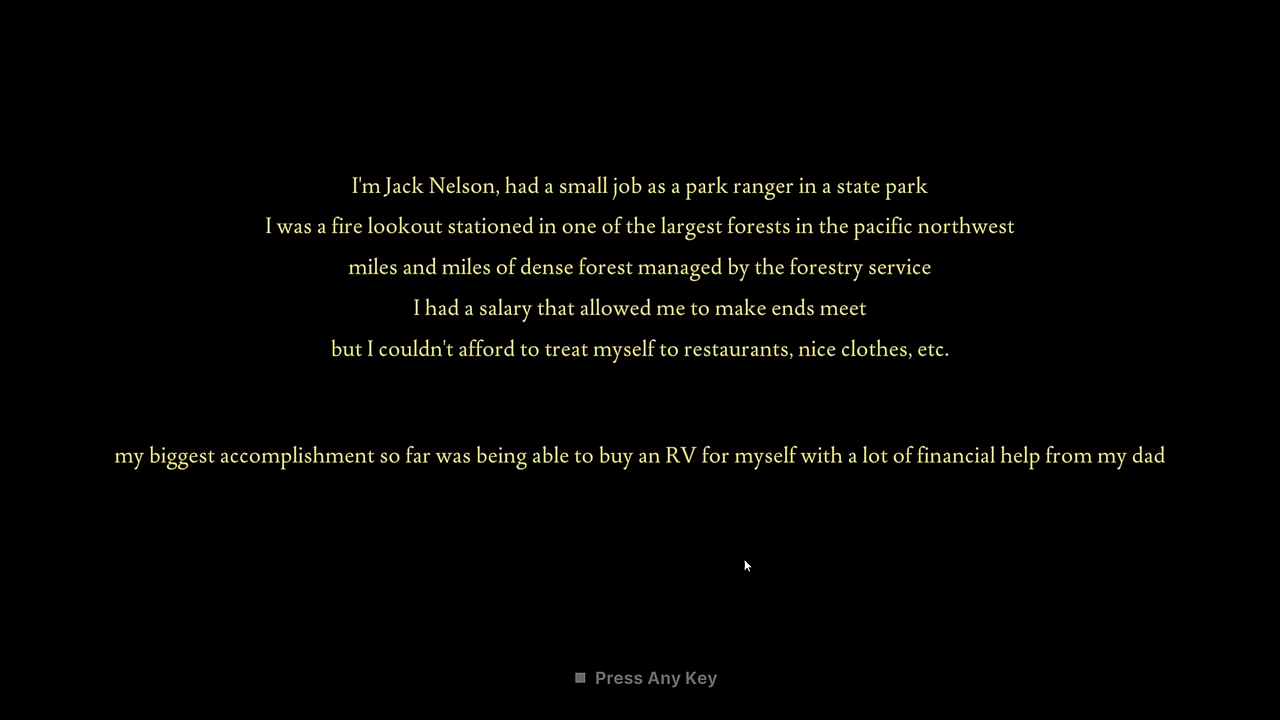 I'm Jack Nelson, had a small job as a park ranger in a state park
I was a fire lookout stationed in one of the largest forests in the pacific northwest
miles and miles of dense forest managed by the forestry service
I had a salary that allowed me to make ends meet
but I couldn't afford to treat myself to restaurants, nice clothes, etc.
my biggest accomplishment so far was being able to buy an RV for myself with a lot of financial help from my dad
Press Any Key